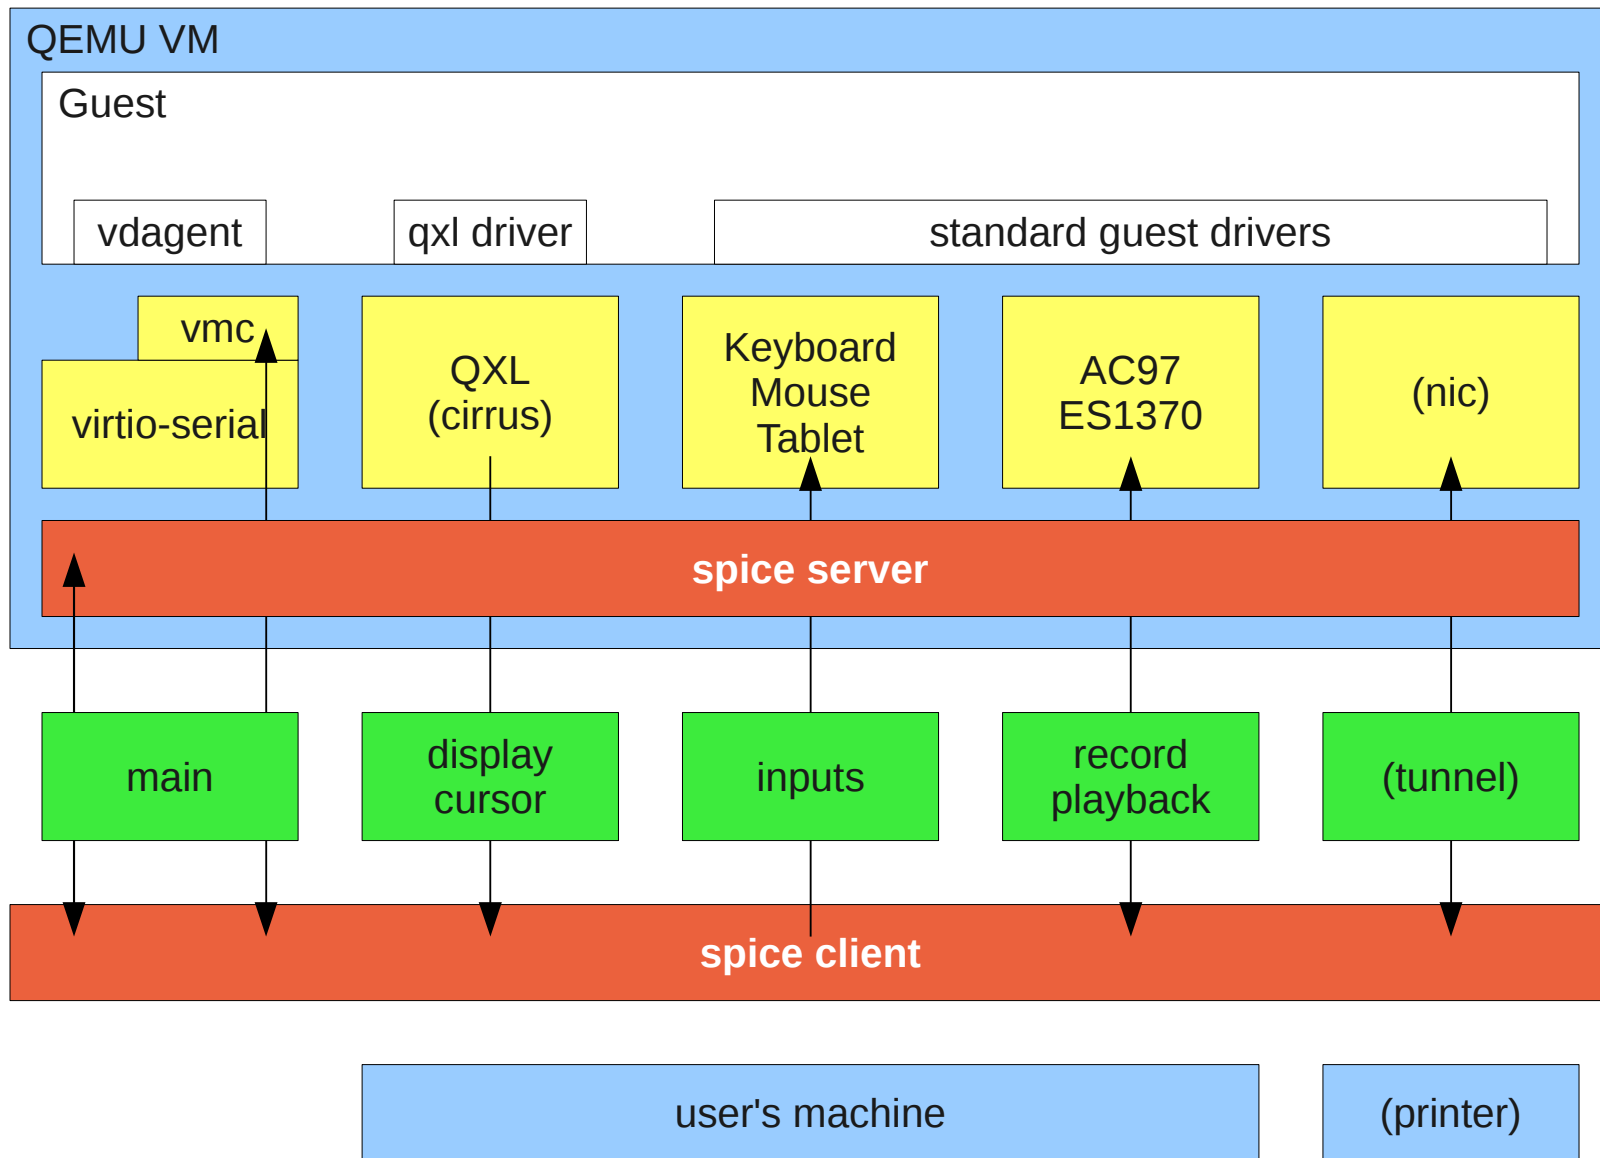 QEMU VM
Guest
vdagent
qxl driver
standard guest drivers
vmc
virtio-serial
QXL
(cirrus)
Keyboard
Mouse
Tablet
AC97
ES1370
(nic)
spice server
main
display
cursor
inputs
record
playback
(tunnel)
spice client
user's machine
(printer)